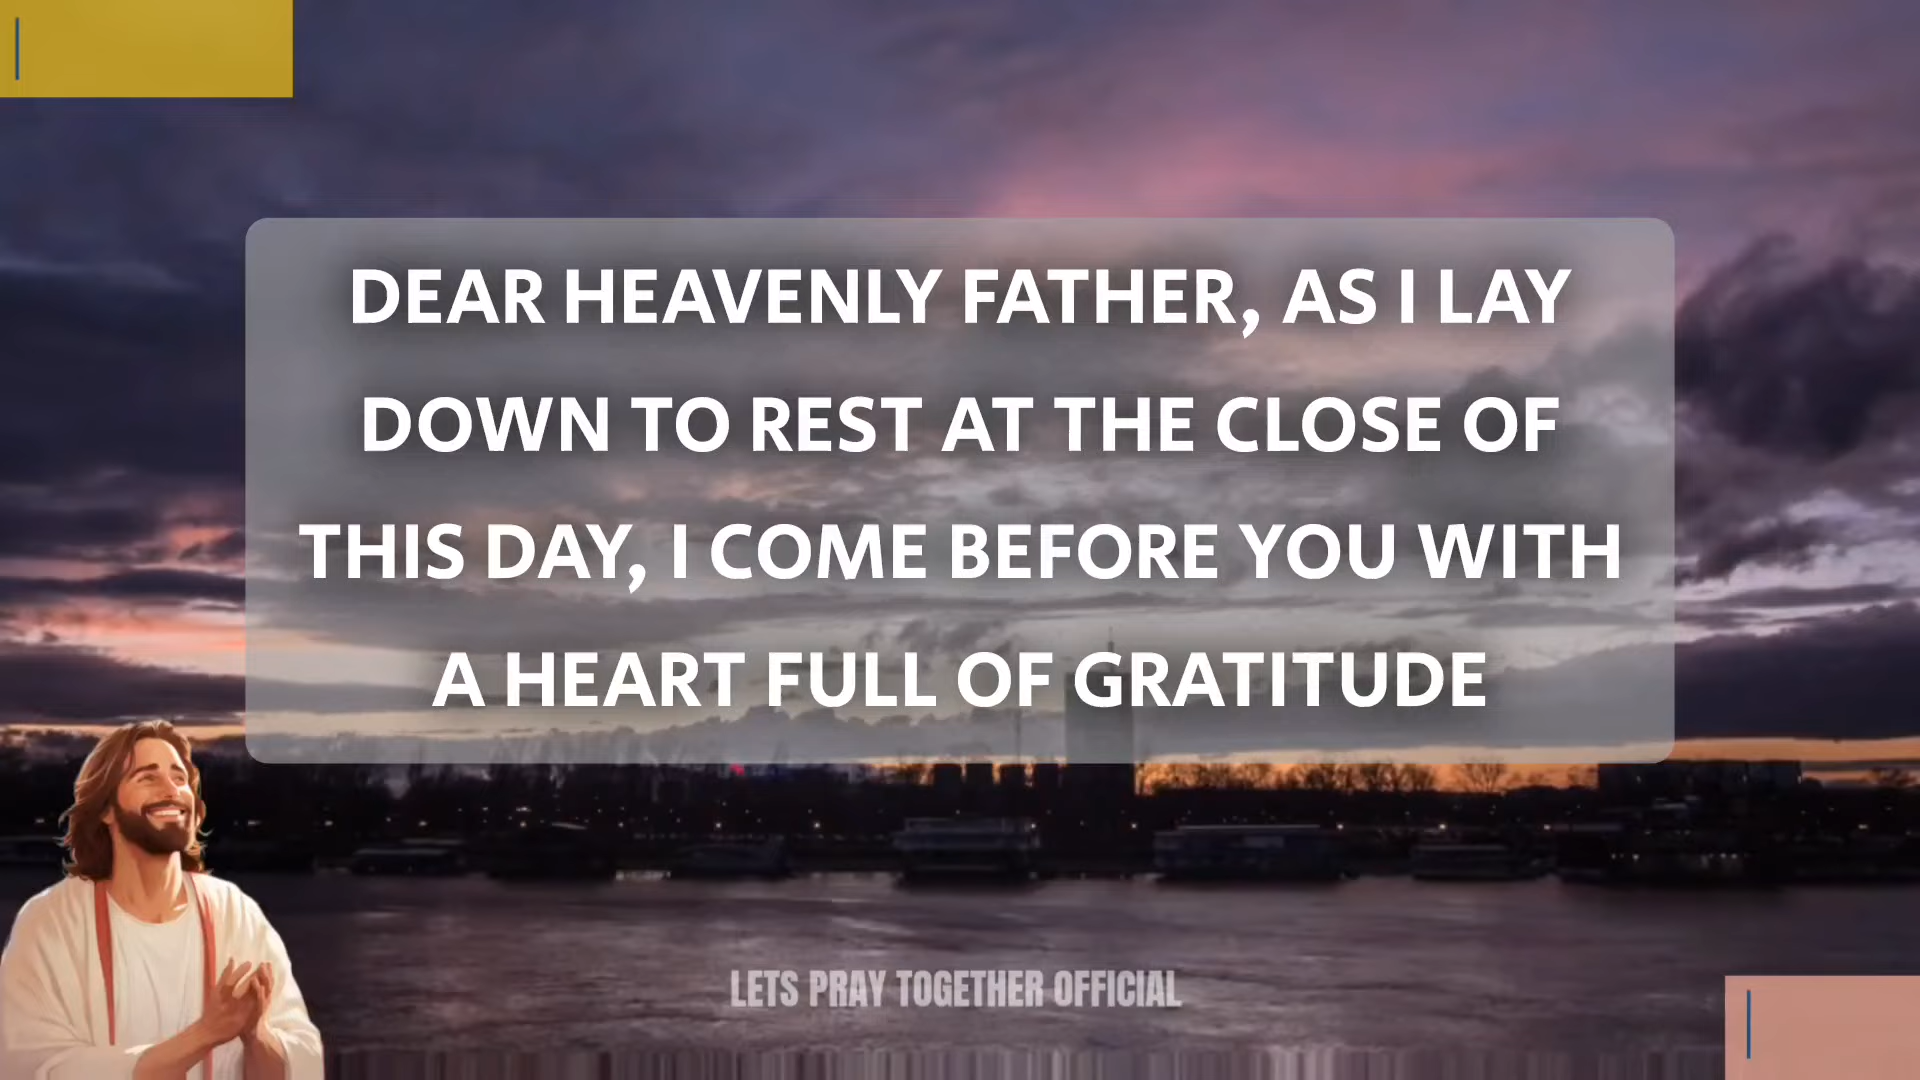 DEAR HEAVENLY FATHER, AS I LAY
DOWN TO REST AT THE CLOSE OF
THIS DAY, I COME BEFORE YOU WITH
A HEART FULL OF GRATITUDE
LETS PRAY TOGETHER OFFICIAL